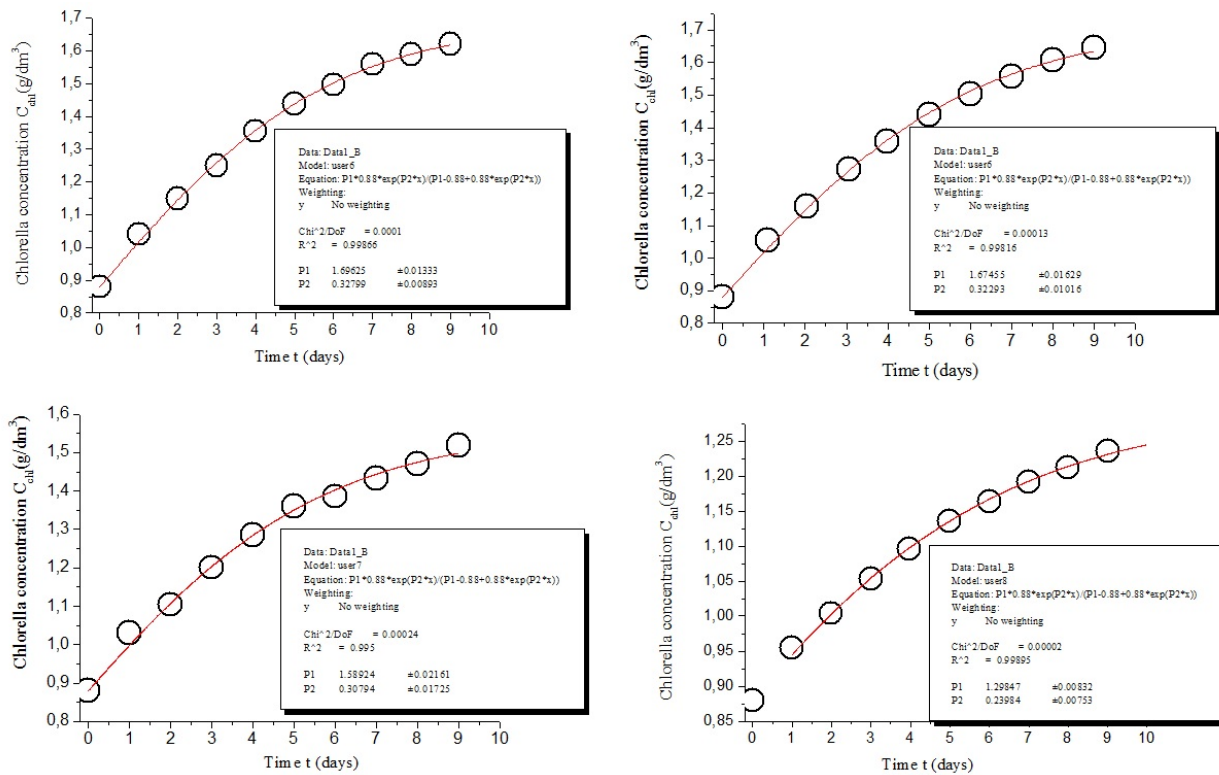 Chlorella concentration C_chl (g/dm³)
1,7
1,6
1,5
1,4
1,3
1,2
1,1
1,0
0,9
0,8
Data: Data1_B
Model: user6
Equation: P1*0.88*exp(P2*x)/(P1-0.88+0.88*exp(P2*x))
Weighting:
y No weighting
Chi^2/DoF = 0.0001
R^2 = 0.99866
P1 1.69625 ±0.01333
P2 0.32799 ±0.00893
0 1 2 3 4 5 6 7 8 9 10
Time t (days)
Chlorella concentration C_chl (g/dm³)
1,7
1,6
1,5
1,4
1,3
1,2
1,1
1,0
0,9
0,8
Data: Data1_B
Model: user6
Equation: P1*0.88*exp(P2*x)/(P1-0.88+0.88*exp(P2*x))
Weighting:
y No weighting
Chi^2/DoF = 0.00013
R^2 = 0.99816
P1 1.67455 ±0.01629
P2 0.32293 ±0.01016
0 1 2 3 4 5 6 7 8 9 10
Time t (days)
Chlorella concentration C_chl (g/dm³)
1,6
1,5
1,4
1,3
1,2
1,1
1,0
0,9
0,8
Data: Data1_B
Model: user7
Equation: P1*0.88*exp(P2*x)/(P1-0.88+0.88*exp(P2*x))
Weighting:
y No weighting
Chi^2/DoF = 0.00024
R^2 = 0.995
P1 1.58924 ±0.02161
P2 0.30794 ±0.01725
0 1 2 3 4 5 6 7 8 9 10
Time t (days)
Chlorella concentration C_chl (g/dm³)
1,25
1,20
1,15
1,10
1,05
1,00
0,95
0,90
0,85
Data: Data1_B
Model: user8
Equation: P1*0.88*exp(P2*x)/(P1-0.88+0.88*exp(P2*x))
Weighting:
y No weighting
Chi^2/DoF = 0.00002
R^2 = 0.99895
P1 1.29847 ±0.00832
P2 0.23984 ±0.00753
0 1 2 3 4 5 6 7 8 9 10
Time t (days)